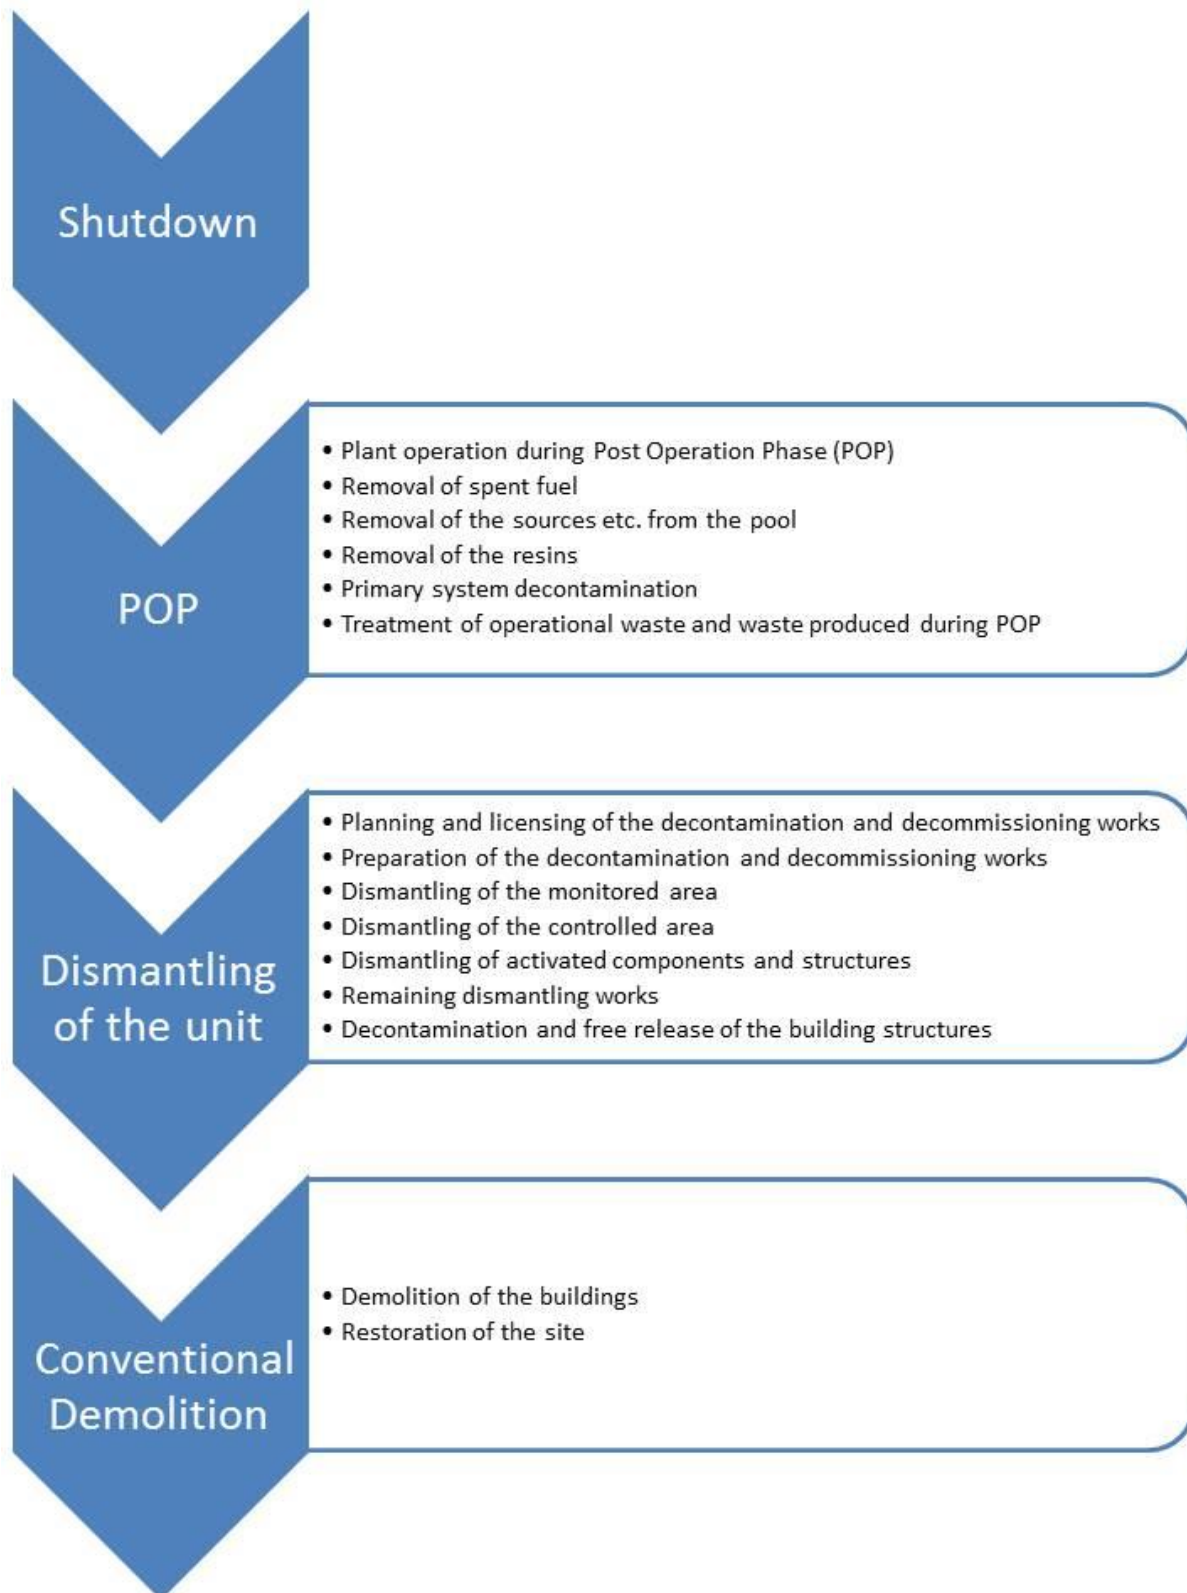 Shutdown
POP
• Plant operation during Post Operation Phase (POP)
• Removal of spent fuel
• Removal of the sources etc. from the pool
• Removal of the resins
• Primary system decontamination
• Treatment of operational waste and waste produced during POP
Dismantling
of the unit
• Planning and licensing of the decontamination and decommissioning works
• Preparation of the decontamination and decommissioning works
• Dismantling of the monitored area
• Dismantling of the controlled area
• Dismantling of activated components and structures
• Remaining dismantling works
• Decontamination and free release of the building structures
Conventional
Demolition
• Demolition of the buildings
• Restoration of the site